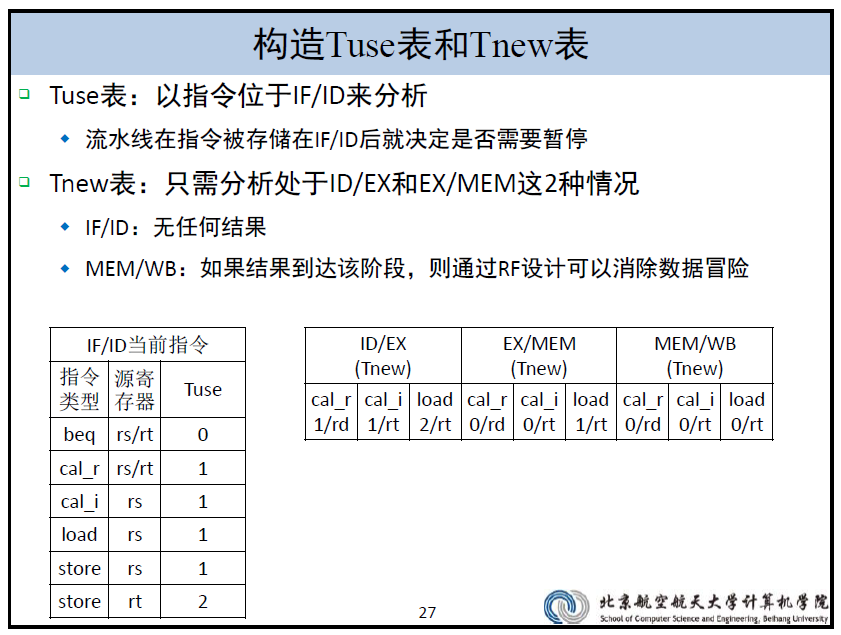 构造Tuse表和Tnew表
Tuse表：以指令位于IF/ID来分析
流水线在指令被存储在IF/ID后就决定是否需要暂停
Tnew表：只需分析处于ID/EX和EX/MEM这2种情况
IF/ID：无任何结果
MEM/WB：如果结果到达该阶段，则通过RF设计可以消除数据冒险
IF/ID当前指令
指令类型 源寄存器 Tuse
beq rs/rt 0
cal_r rs/rt 1
cal_i rs 1
load rs 1
store rs 1
store rt 2
ID/EX EX/MEM MEM/WB
(Tnew) (Tnew) (Tnew)
cal_r cal_i load cal_r cal_i load cal_r cal_i load
1/rd 1/rt 2/rt 0/rd 0/rt 1/rt 0/rd 0/rt 0/rt
27
北京航空航天大学计算机学院
School of Computer Science and Engineering, Beihang University